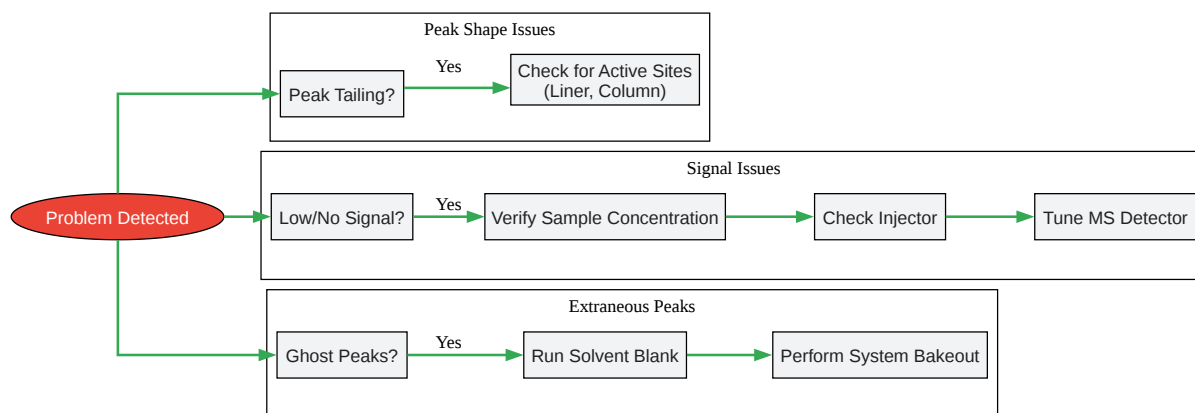 Peak Shape Issues
Peak Tailing?
Yes
Check for Active Sites
(Liner, Column)
Problem Detected
Signal Issues
Low/No Signal?
Yes
Verify Sample Concentration
Check Injector
Tune MS Detector
Extraneous Peaks
Ghost Peaks?
Yes
Run Solvent Blank
Perform System Bakeout